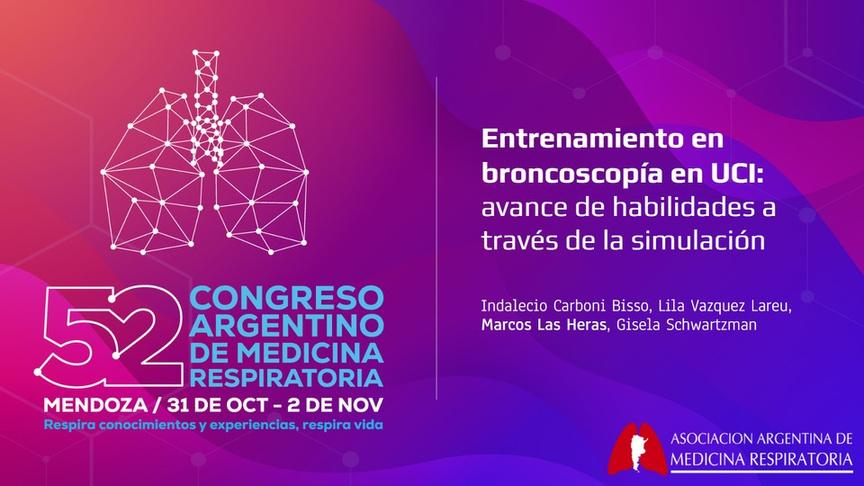 52
CONGRESO
ARGENTINO
DE MEDICINA
RESPIRATORIA
MENDOZA / 31 DE OCT - 2 DE NOV
Respira conocimientos y experiencias, respira vida
Entrenamiento en
broncoscopía en UCI:
avance de habilidades a
través de la simulación
Indalecio Carboni Bisso, Lila Vazquez Lareu,
Marcos Las Heras, Gisela Schwartzman
ASOCIACION ARGENTINA DE
MEDICINA RESPIRATORIA